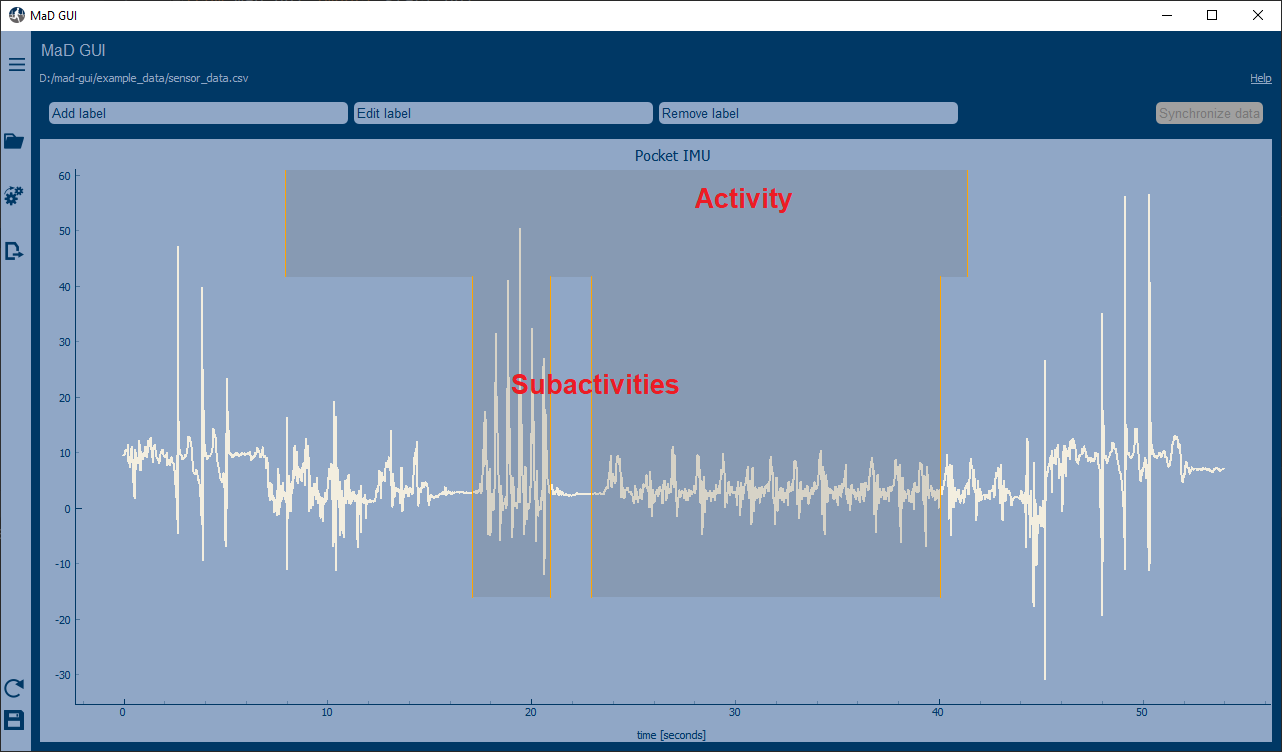 MaD GUI
MaD GUI
D:/mad-gui/example_data/sensor_data.csv
Help
Add label
Edit label
Remove label
Synchronize data
Pocket IMU
Activity
Subactivities
60
50
40
30
20
10
0
-10
-20
-30
0
10
20
30
40
50
time [seconds]